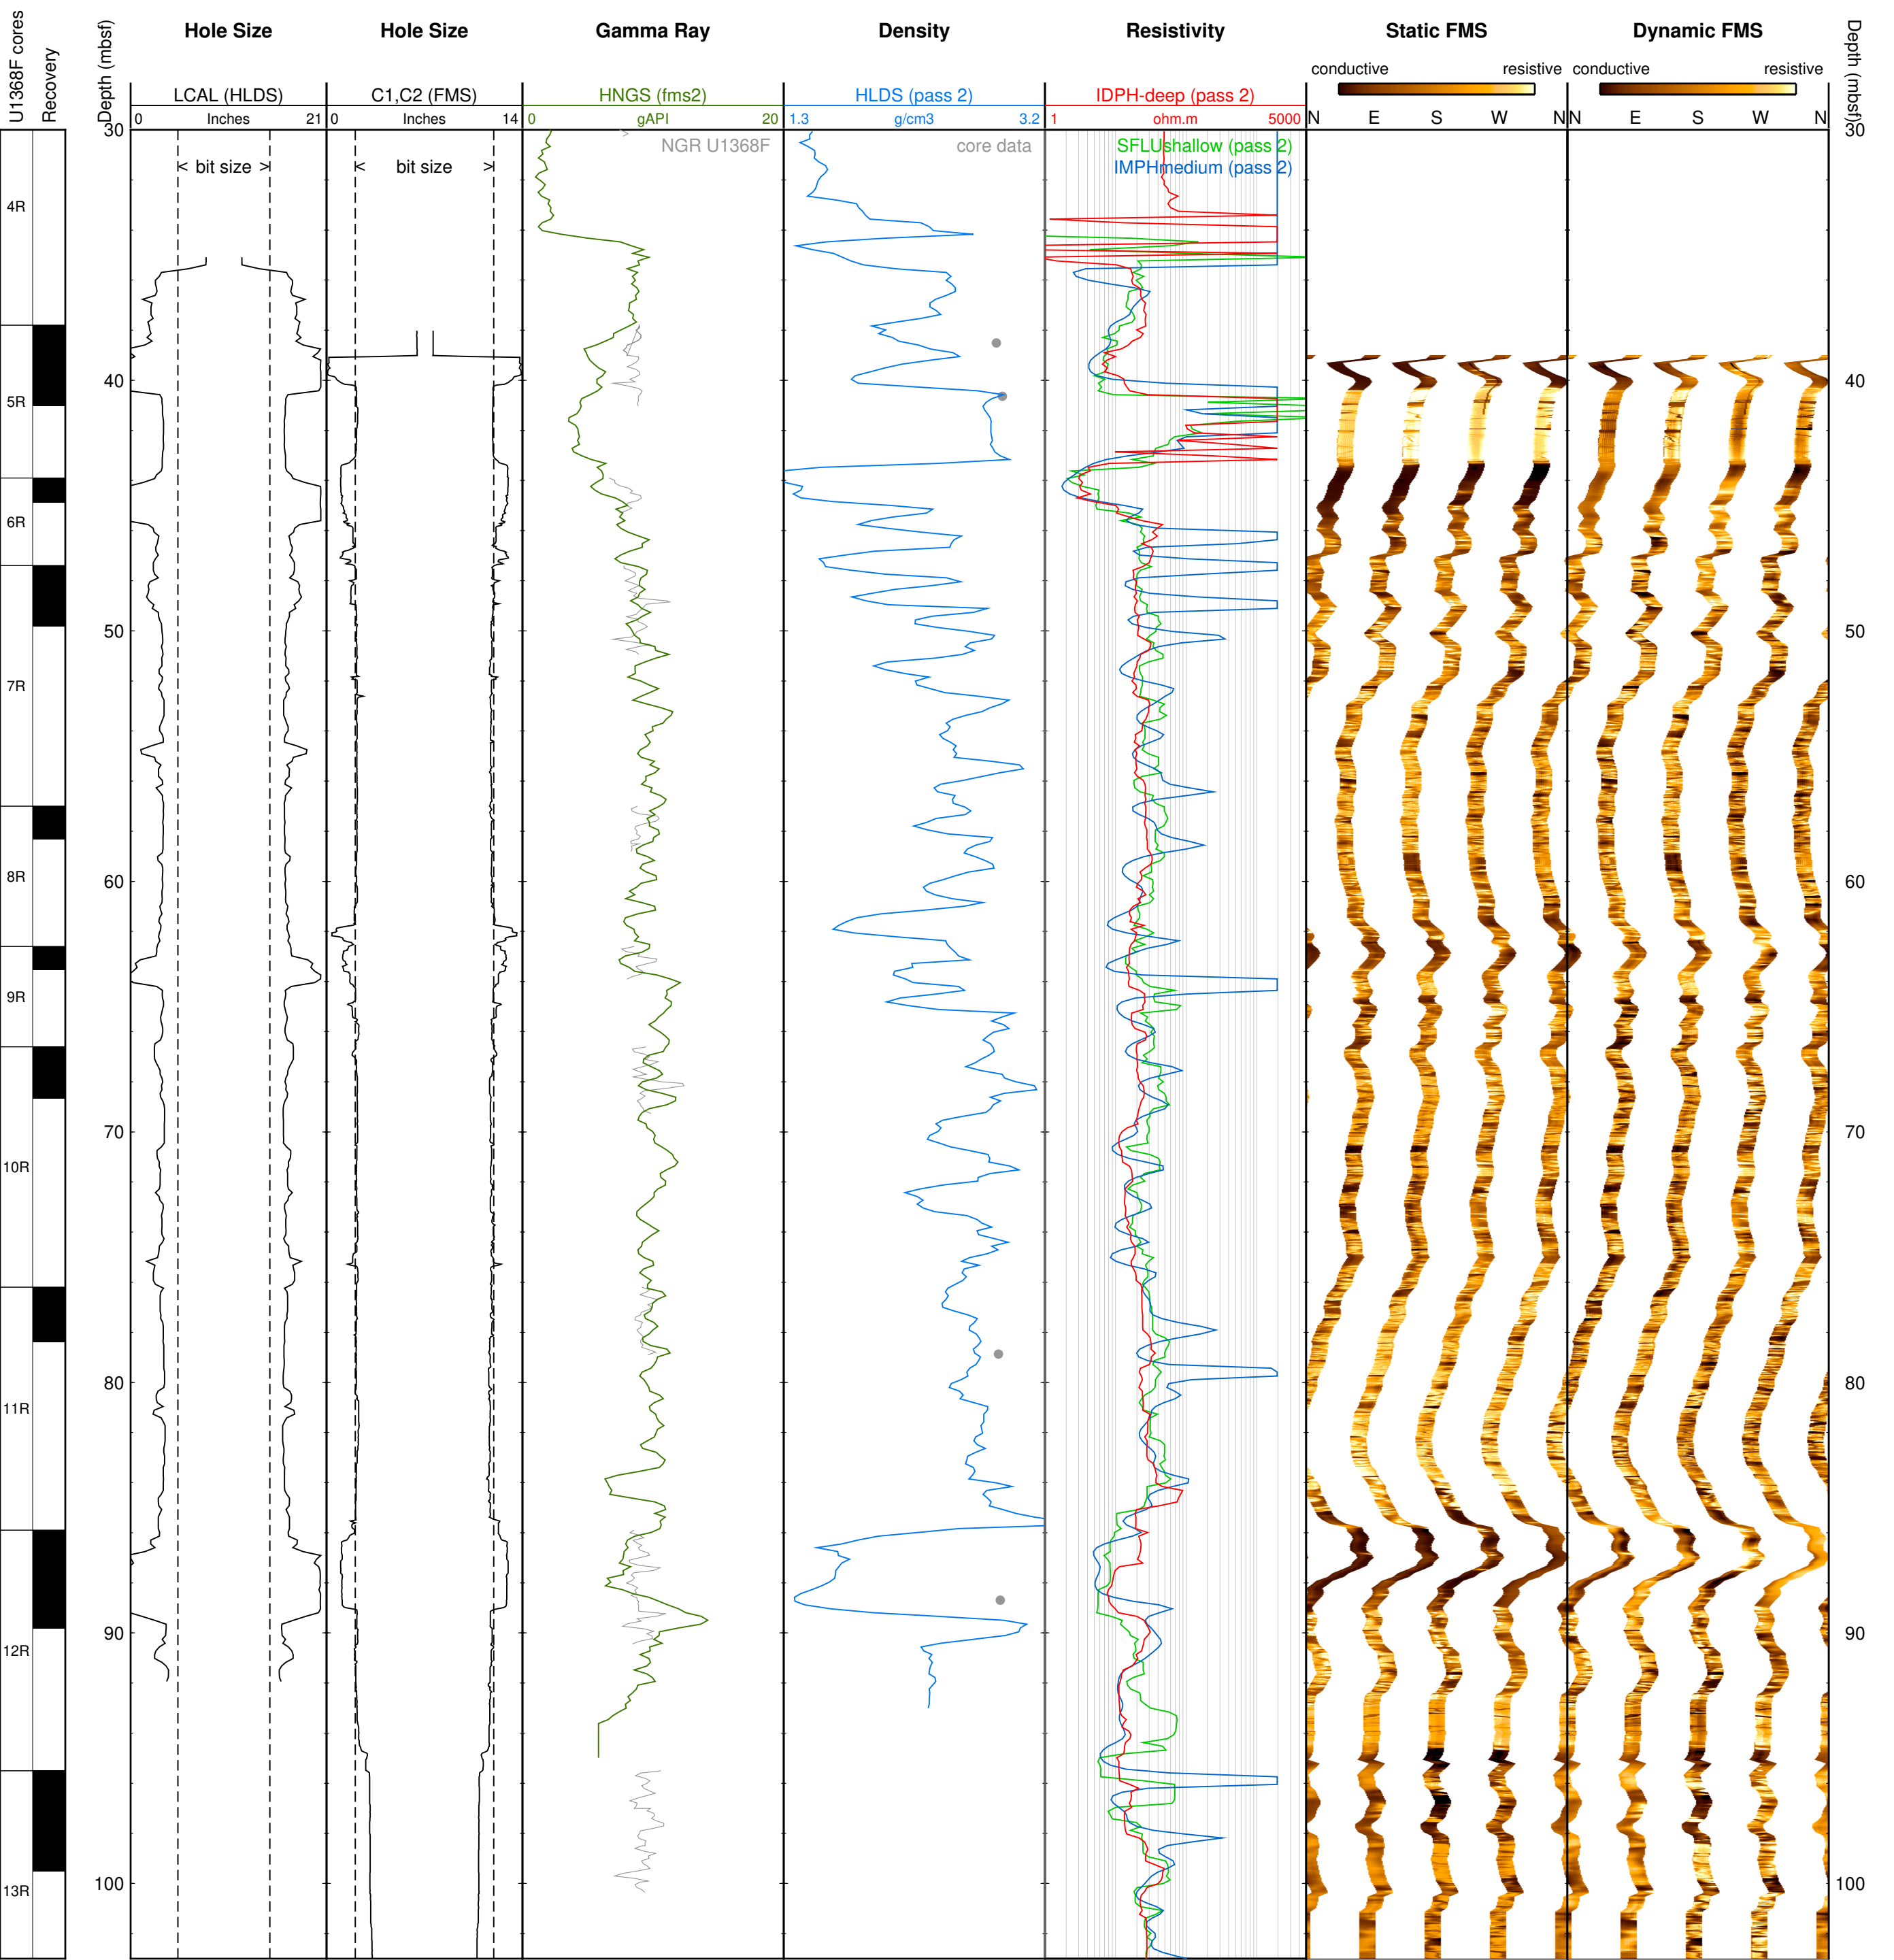 U1368F cores
Recovery
Depth (mbsf)
Hole Size
Hole Size
Gamma Ray
Density
Resistivity
Static FMS
Dynamic FMS
Depth (mbsf)
conductive resistive conductive resistive
LCAL (HLDS) C1,C2 (FMS) HNGS (fms2) HLDS (pass 2) IDPH-deep (pass 2)
0 Inches 21 0 Inches 14 0 gAPI 20 1.3 g/cm3 3.2 1 ohm.m 5000 N E S W N N E S W N
30 30
NGR U1368F core data SFLUshallow (pass 2)
< bit size > < bit size > IMPHmedium (pass 2)
4R
40 40
5R
6R
50 50
7R
60 60
8R
9R
70 70
10R
80 80
11R
90 90
12R
100 100
13R